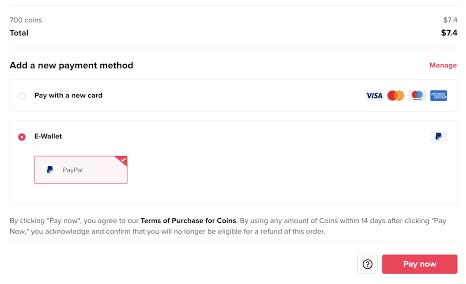 700 coins $7.4
Total $7.4
Add a new payment method Manage
Pay with a new card VISA
E-Wallet
PayPal
By clicking "Pay now", you agree to our Terms of Purchase for Coins. By using any amount of Coins within 14 days after clicking "Pay
Now," you acknowledge and confirm that you will no longer be eligible for a refund of this order.
? Pay now